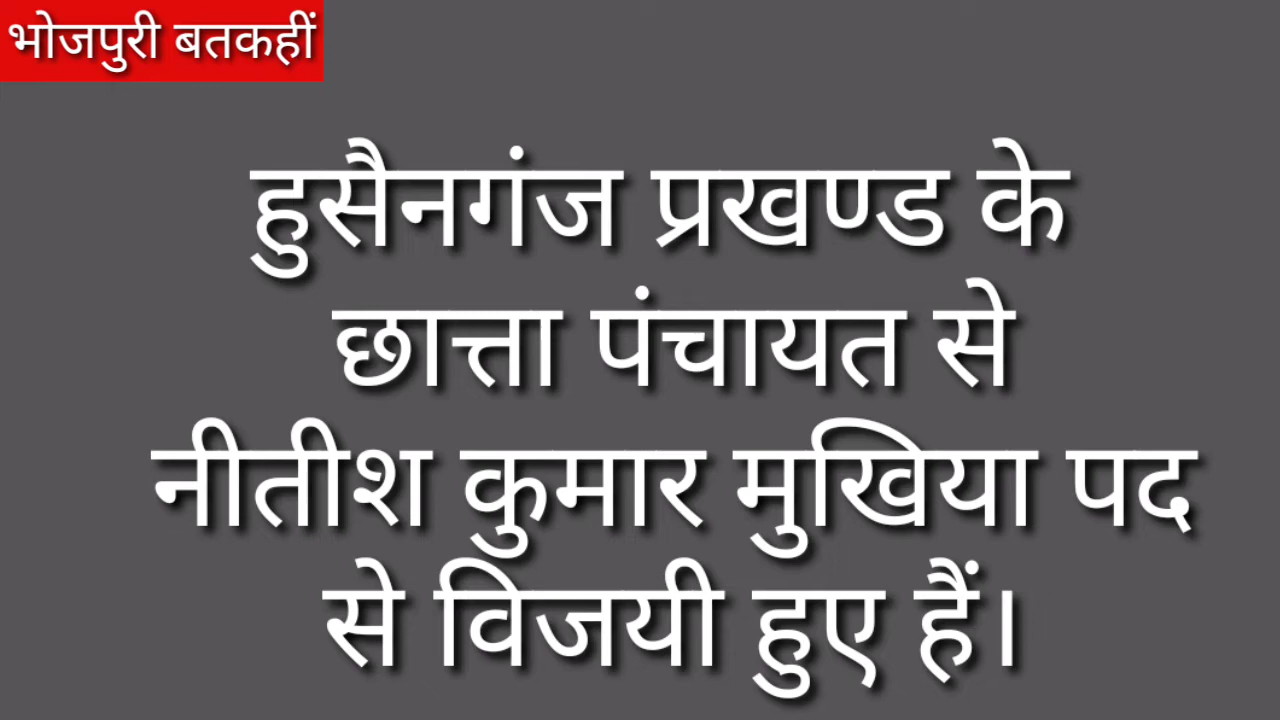 भोजपुरी बतकहीं
हुसैनगंज प्रखण्ड के
छात्ता पंचायत से
नीतीश कुमार मुखिया पद
से विजयी हुए हैं।